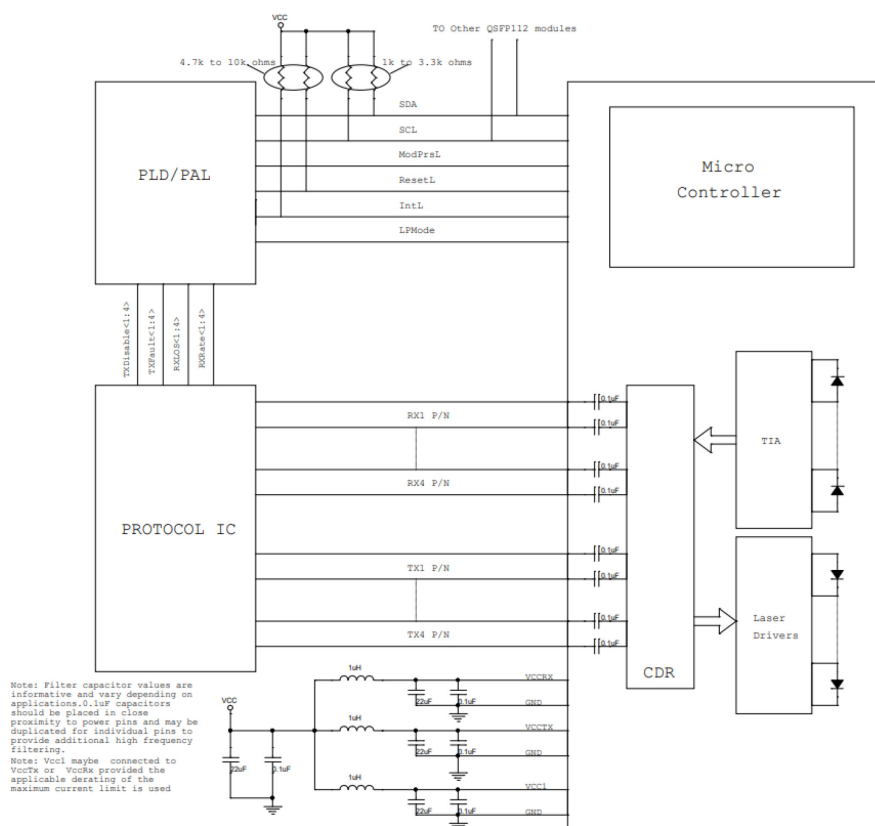 VCC
TO Other QSFP112 modules
4.7k to 10k ohms
1k to 3.3k ohms
SDA
SCL
ModPrsL
ResetL
IntL
LPMode
PLD/PAL
Micro
Controller
TXDisable<1:4>
TXFault<1:4>
RXLOS<1:4>
RXRate<1:4>
PROTOCOL IC
RX1 P/N
RX4 P/N
TX1 P/N
TX4 P/N
0.1uF
0.1uF
0.1uF
0.1uF
0.1uF
0.1uF
0.1uF
0.1uF
CDR
TIA
Laser
Drivers
Note: Filter capacitor values are
informative and vary depending on
applications.0.1uF capacitors
should be placed in close
proximity to power pins and may be
duplicated for individual pins to
provide additional high frequency
filtering.
Note: Vcc1 maybe connected to
VccTx or VccRx provided the
applicable derating of the
maximum current limit is used
VCC
22uF
0.1uF
1uH
22uF
0.1uF
VCCRX
GND
1uH
22uF
0.1uF
VCCTX
GND
1uH
22uF
0.1uF
VCC1
GND